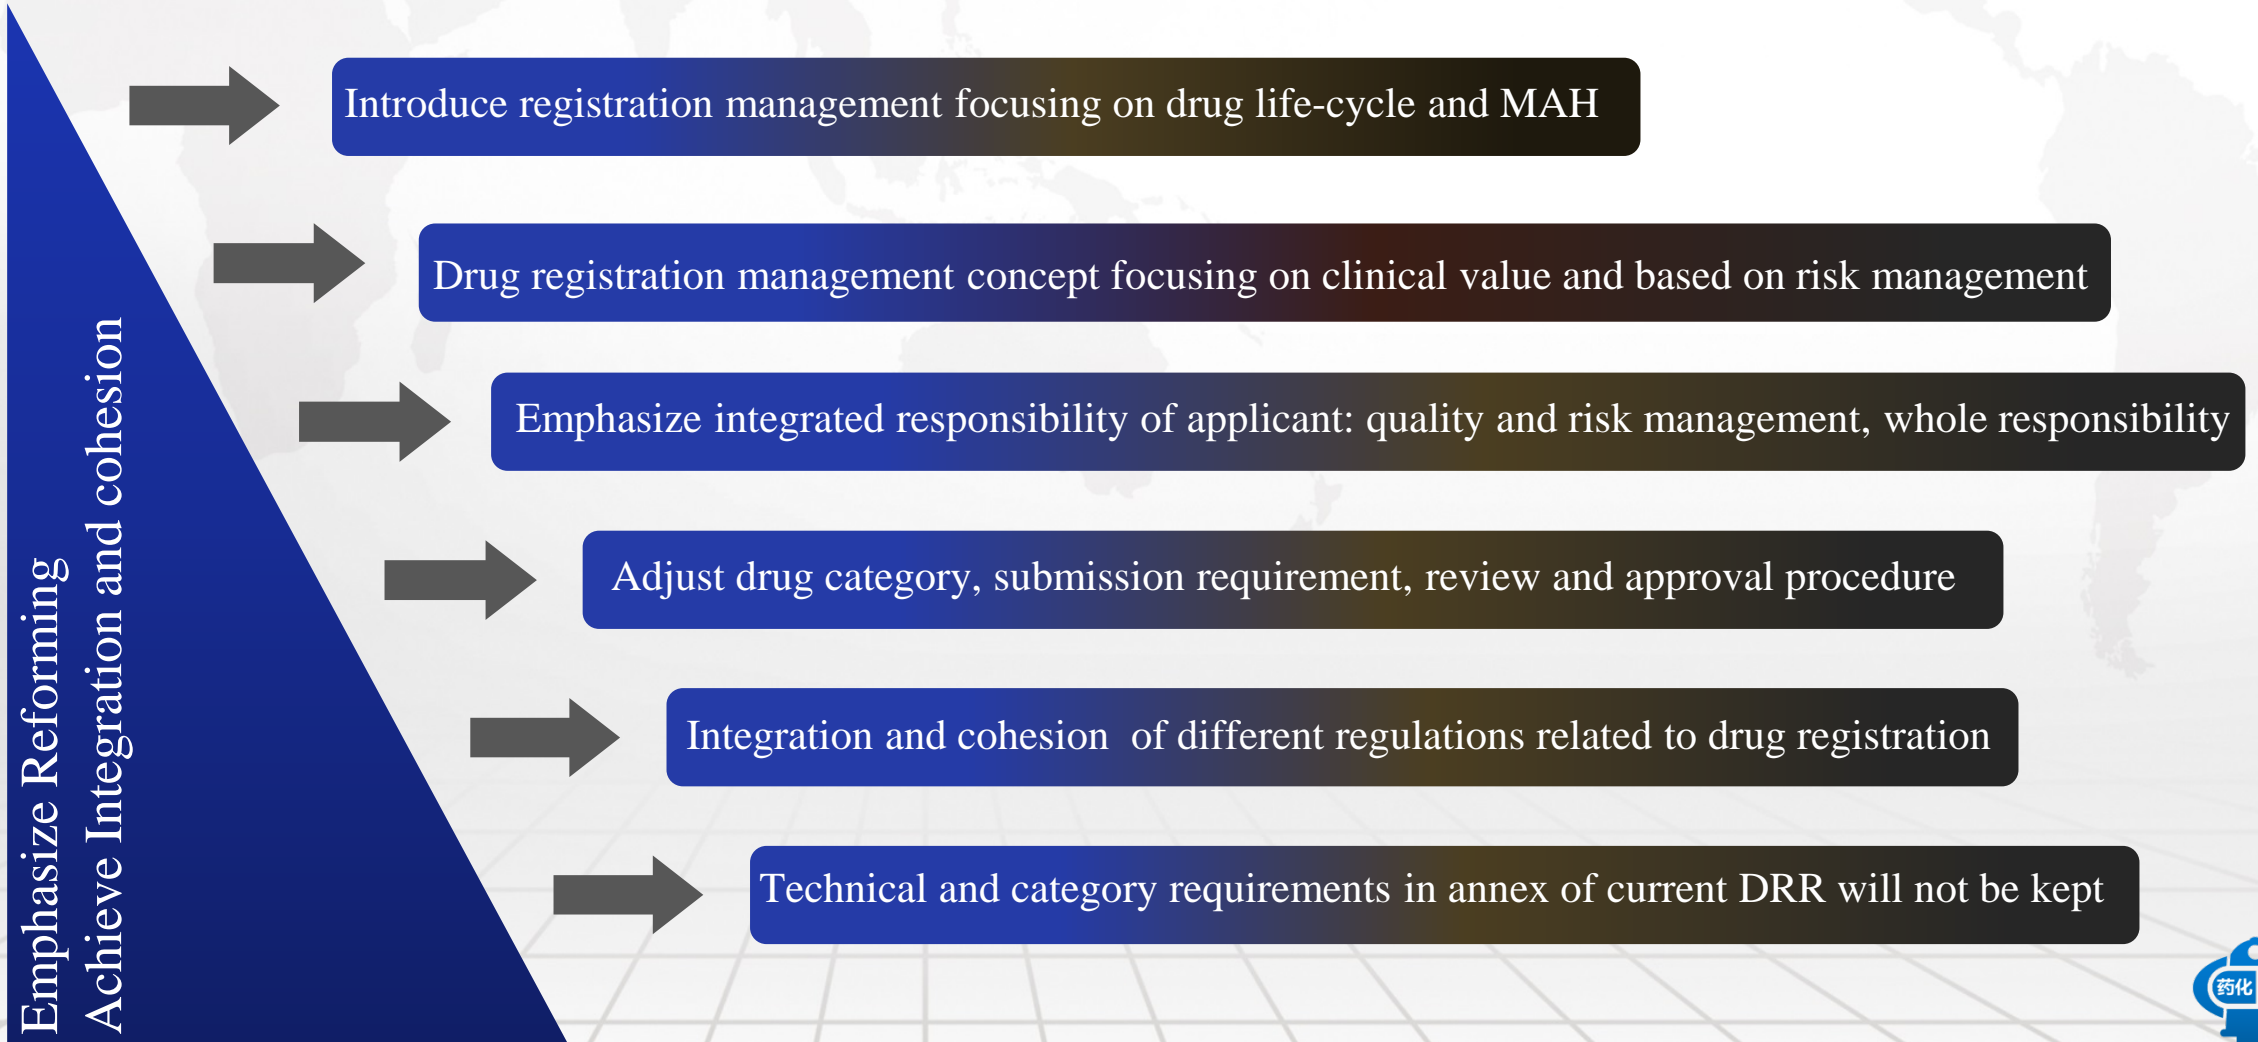 Emphasize Reforming
Achieve Integration and cohesion
Introduce registration management focusing on drug life-cycle and MAH
Drug registration management concept focusing on clinical value and based on risk management
Emphasize integrated responsibility of applicant: quality and risk management, whole responsibility
Adjust drug category, submission requirement, review and approval procedure
Integration and cohesion  of different regulations related to drug registration
Technical and category requirements in annex of current DRR will not be kept
药化